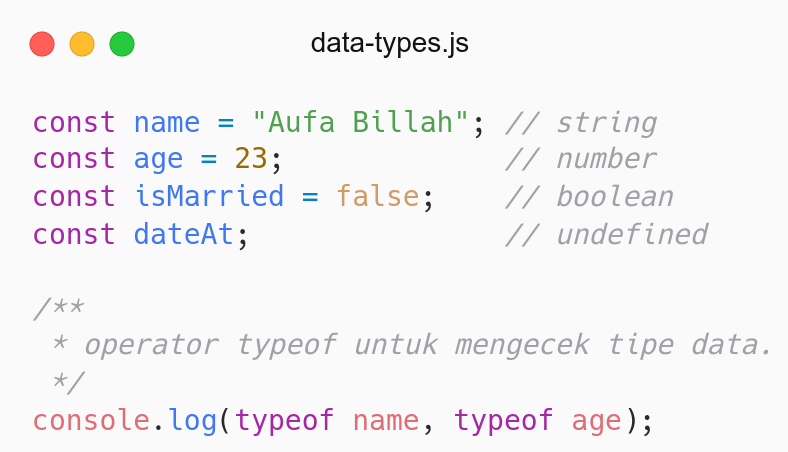 data-types.js
const name = "Aufa Billah"; // string
const age = 23;             // number
const isMarried = false;    // boolean
const dateAt;               // undefined
/**
 * operator typeof untuk mengecek tipe data.
 */
console.log(typeof name, typeof age);